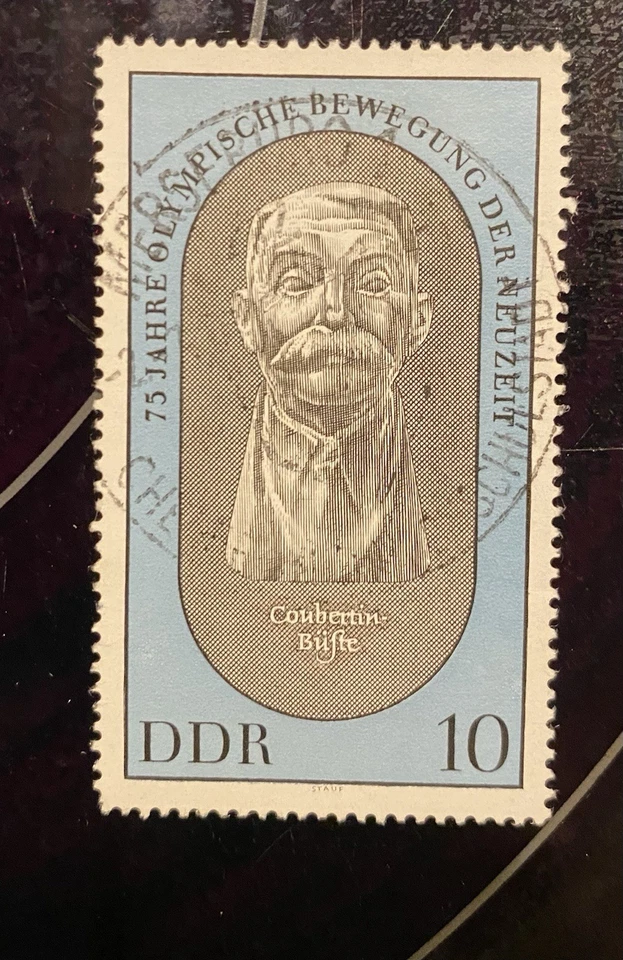 75 JAHRE OLYMPISCHE BEWEGUNG DER NEUZEIT
Coubertin-
Büſte
DDR 10
STAUF